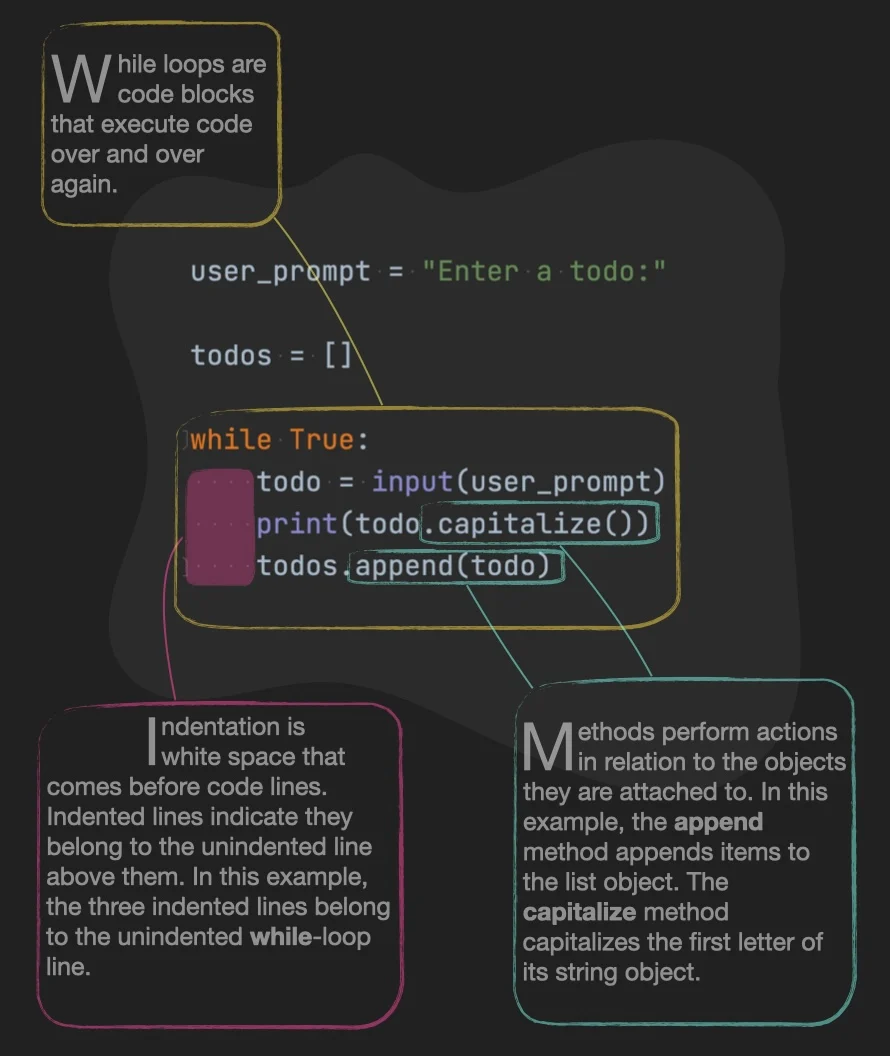 While loops are
code blocks
that execute code
over and over
again.
user_prompt = "Enter a todo:"
todos = []
while True:
    todo = input(user_prompt)
    print(todo.capitalize())
    todos.append(todo)
Indentation is
white space that
comes before code lines.
Indented lines indicate they
belong to the unindented line
above them. In this example,
the three indented lines belong
to the unindented while-loop
line.
Methods perform actions
in relation to the objects
they are attached to. In this
example, the append
method appends items to
the list object. The
capitalize method
capitalizes the first letter of
its string object.